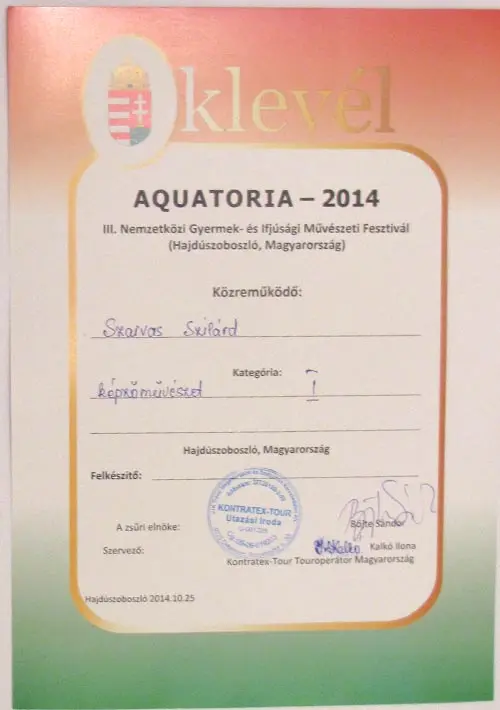 Oklevél
AQUATORIA – 2014
III. Nemzetközi Gyermek- és Ifjúsági Művészeti Fesztivál
(Hajdúszoboszló, Magyarország)
Közreműködő:
Szarvas Szilárd
Kategória:
képzőművészet I
Hajdúszoboszló, Magyarország
Felkészítő:
KONTRATEX-TOUR
Utazási Iroda
A zsűri elnöke:
Böjte Sándor
Szervező:
Kalkó Ilona
Kontratex-Tour Touroperátor Magyarország
Hajdúszoboszló 2014.10.25